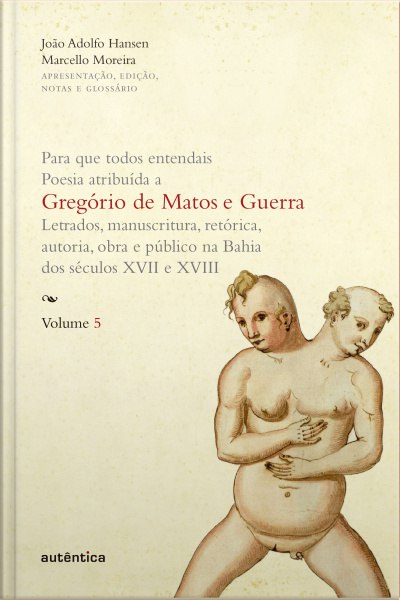 João Adolfo Hansen
Marcello Moreira
APRESENTAÇÃO, EDIÇÃO,
NOTAS E GLOSSÁRIO
Para que todos entendais
Poesia atribuída a
Gregório de Matos e Guerra
Letrados, manuscritura, retórica,
autoria, obra e público na Bahia
dos séculos XVII e XVIII
Volume 5
autêntica